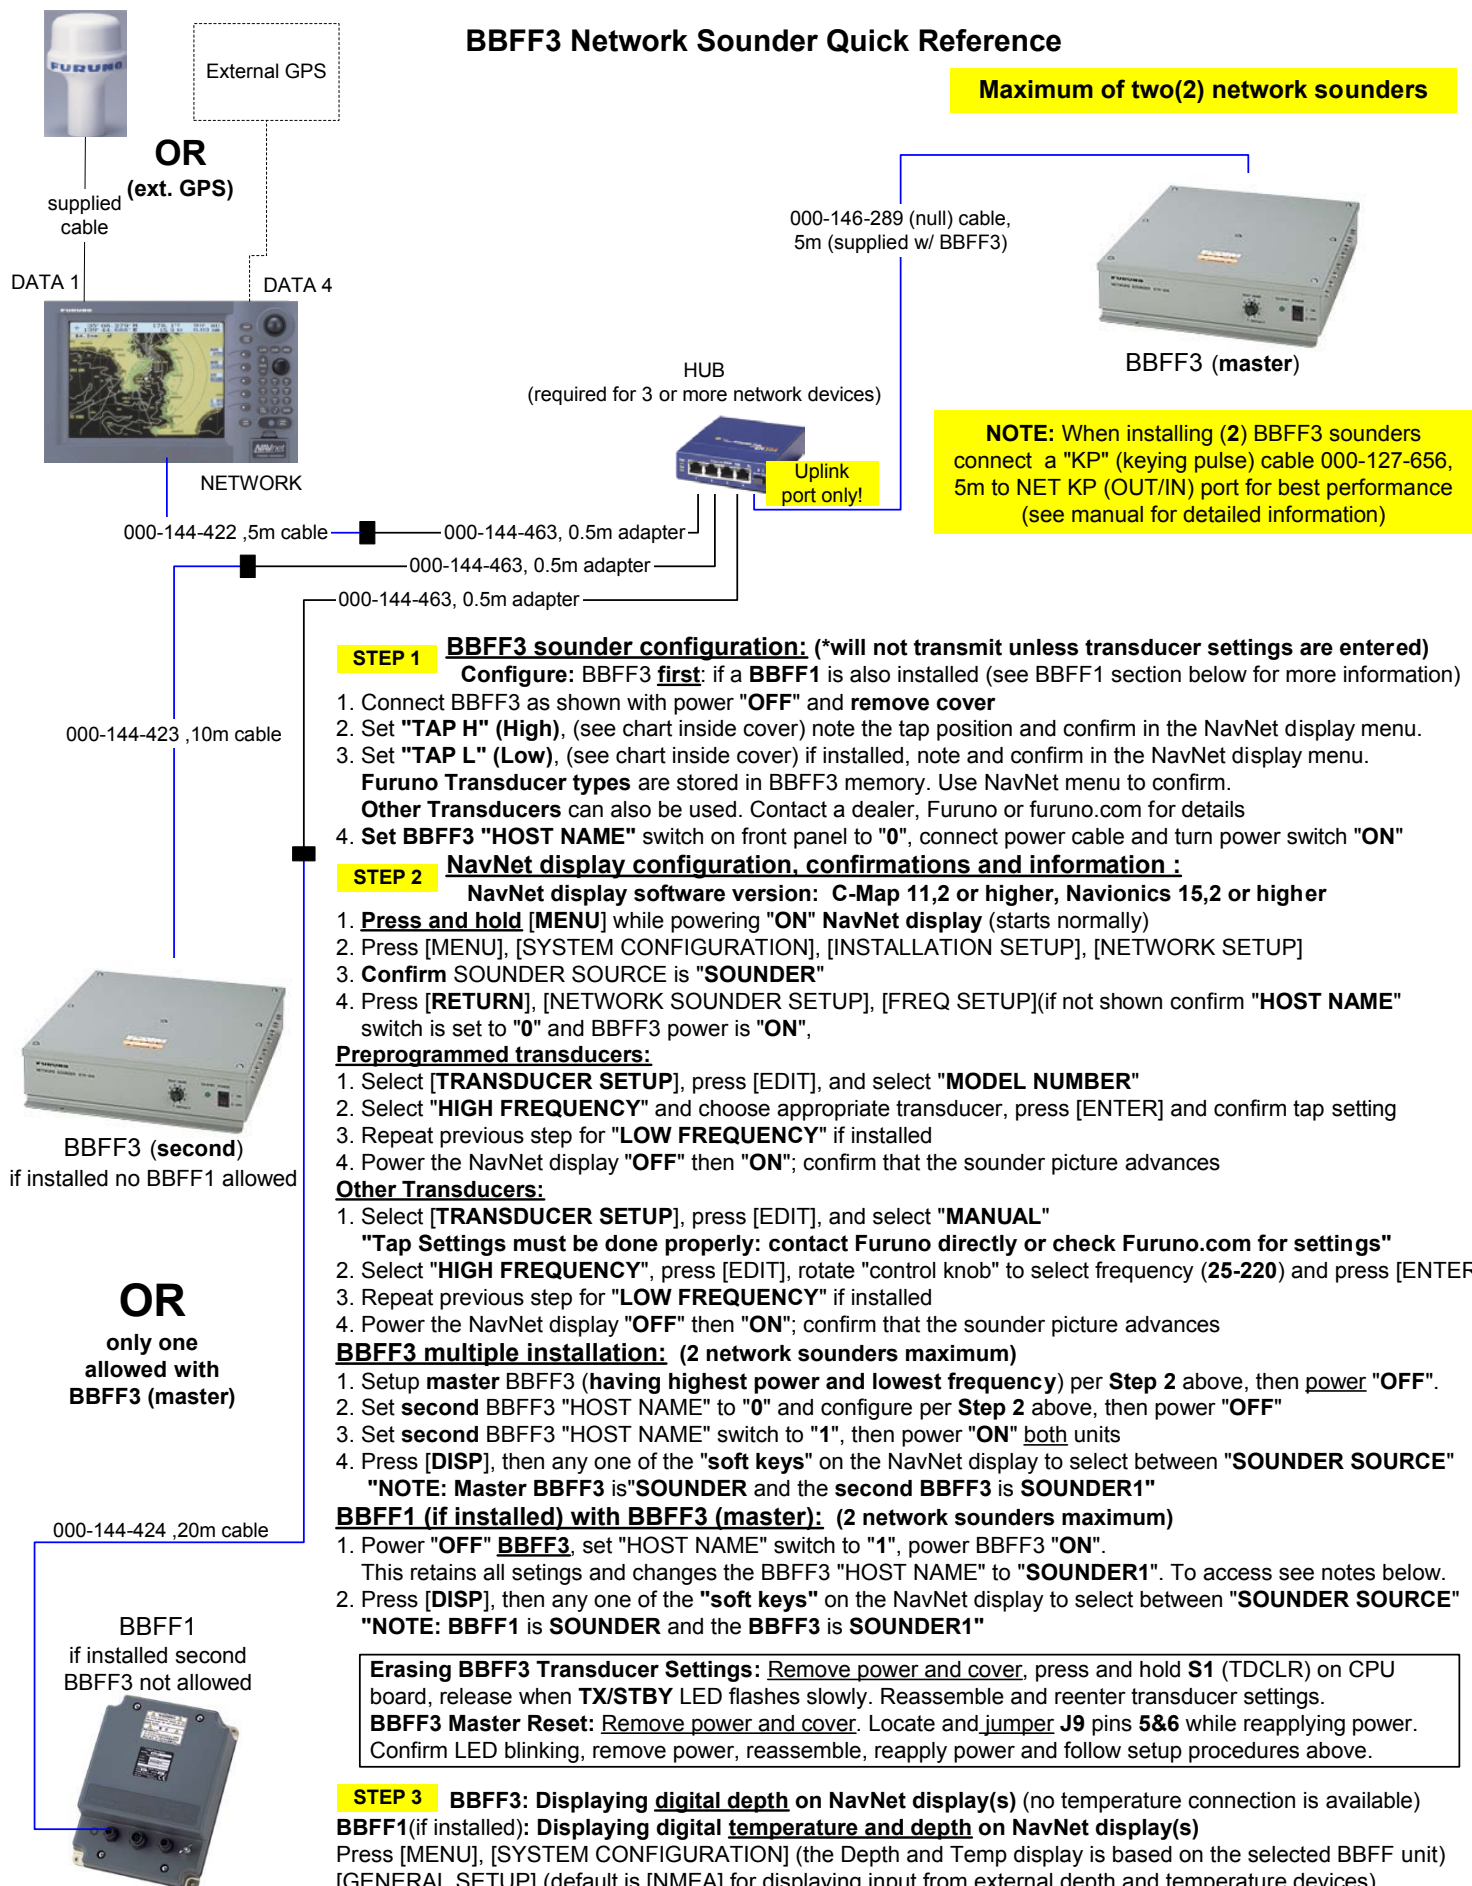 BBFF3 Network Sounder Quick Reference
FURUNO
External GPS
Maximum of two(2) network sounders
OR
(ext. GPS)
supplied
cable
000-146-289 (null) cable,
5m (supplied w/ BBFF3)
DATA 1
DATA 4
FURUNO
BBFF3 (master)
HUB
(required for 3 or more network devices)
Uplink
port only!
NOTE: When installing (2) BBFF3 sounders
connect a "KP" (keying pulse) cable 000-127-656,
5m to NET KP (OUT/IN) port for best performance
(see manual for detailed information)
NETWORK
000-144-422 ,5m cable
000-144-463, 0.5m adapter
000-144-463, 0.5m adapter
000-144-463, 0.5m adapter
STEP 1 BBFF3 sounder configuration: (*will not transmit unless transducer settings are entered)
Configure: BBFF3 first: if a BBFF1 is also installed (see BBFF1 section below for more information)
1. Connect BBFF3 as shown with power "OFF" and remove cover
2. Set "TAP H" (High), (see chart inside cover) note the tap position and confirm in the NavNet display menu.
3. Set "TAP L" (Low), (see chart inside cover) if installed, note and confirm in the NavNet display menu.
Furuno Transducer types are stored in BBFF3 memory. Use NavNet menu to confirm.
Other Transducers can also be used. Contact a dealer, Furuno or furuno.com for details
4. Set BBFF3 "HOST NAME" switch on front panel to "0", connect power cable and turn power switch "ON"
000-144-423 ,10m cable
STEP 2 NavNet display configuration, confirmations and information :
NavNet display software version: C-Map 11,2 or higher, Navionics 15,2 or higher
1. Press and hold [MENU] while powering "ON" NavNet display (starts normally)
2. Press [MENU], [SYSTEM CONFIGURATION], [INSTALLATION SETUP], [NETWORK SETUP]
3. Confirm SOUNDER SOURCE is "SOUNDER"
4. Press [RETURN], [NETWORK SOUNDER SETUP], [FREQ SETUP](if not shown confirm "HOST NAME"
switch is set to "0" and BBFF3 power is "ON",
Preprogrammed transducers:
1. Select [TRANSDUCER SETUP], press [EDIT], and select "MODEL NUMBER"
2. Select "HIGH FREQUENCY" and choose appropriate transducer, press [ENTER] and confirm tap setting
3. Repeat previous step for "LOW FREQUENCY" if installed
4. Power the NavNet display "OFF" then "ON"; confirm that the sounder picture advances
BBFF3 (second)
if installed no BBFF1 allowed
Other Transducers:
1. Select [TRANSDUCER SETUP], press [EDIT], and select "MANUAL"
"Tap Settings must be done properly: contact Furuno directly or check Furuno.com for settings"
2. Select "HIGH FREQUENCY", press [EDIT], rotate "control knob" to select frequency (25-220) and press [ENTER
3. Repeat previous step for "LOW FREQUENCY" if installed
4. Power the NavNet display "OFF" then "ON"; confirm that the sounder picture advances
OR
only one
allowed with
BBFF3 (master)
BBFF3 multiple installation: (2 network sounders maximum)
1. Setup master BBFF3 (having highest power and lowest frequency) per Step 2 above, then power "OFF".
2. Set second BBFF3 "HOST NAME" to "0" and configure per Step 2 above, then power "OFF"
3. Set second BBFF3 "HOST NAME" switch to "1", then power "ON" both units
4. Press [DISP], then any one of the "soft keys" on the NavNet display to select between "SOUNDER SOURCE"
"NOTE: Master BBFF3 is"SOUNDER and the second BBFF3 is SOUNDER1"
BBFF1 (if installed) with BBFF3 (master): (2 network sounders maximum)
1. Power "OFF" BBFF3, set "HOST NAME" switch to "1", power BBFF3 "ON".
This retains all setings and changes the BBFF3 "HOST NAME" to "SOUNDER1". To access see notes below.
2. Press [DISP], then any one of the "soft keys" on the NavNet display to select between "SOUNDER SOURCE"
"NOTE: BBFF1 is SOUNDER and the BBFF3 is SOUNDER1"
000-144-424 ,20m cable
BBFF1
if installed second
BBFF3 not allowed
Erasing BBFF3 Transducer Settings: Remove power and cover, press and hold S1 (TDCLR) on CPU
board, release when TX/STBY LED flashes slowly. Reassemble and reenter transducer settings.
BBFF3 Master Reset: Remove power and cover. Locate and jumper J9 pins 5&6 while reapplying power.
Confirm LED blinking, remove power, reassemble, reapply power and follow setup procedures above.
STEP 3 BBFF3: Displaying digital depth on NavNet display(s) (no temperature connection is available)
BBFF1(if installed): Displaying digital temperature and depth on NavNet display(s)
Press [MENU], [SYSTEM CONFIGURATION] (the Depth and Temp display is based on the selected BBFF unit)
[GENERAL SETUP] (default is [NMEA] for displaying input from external depth and temperature devices)